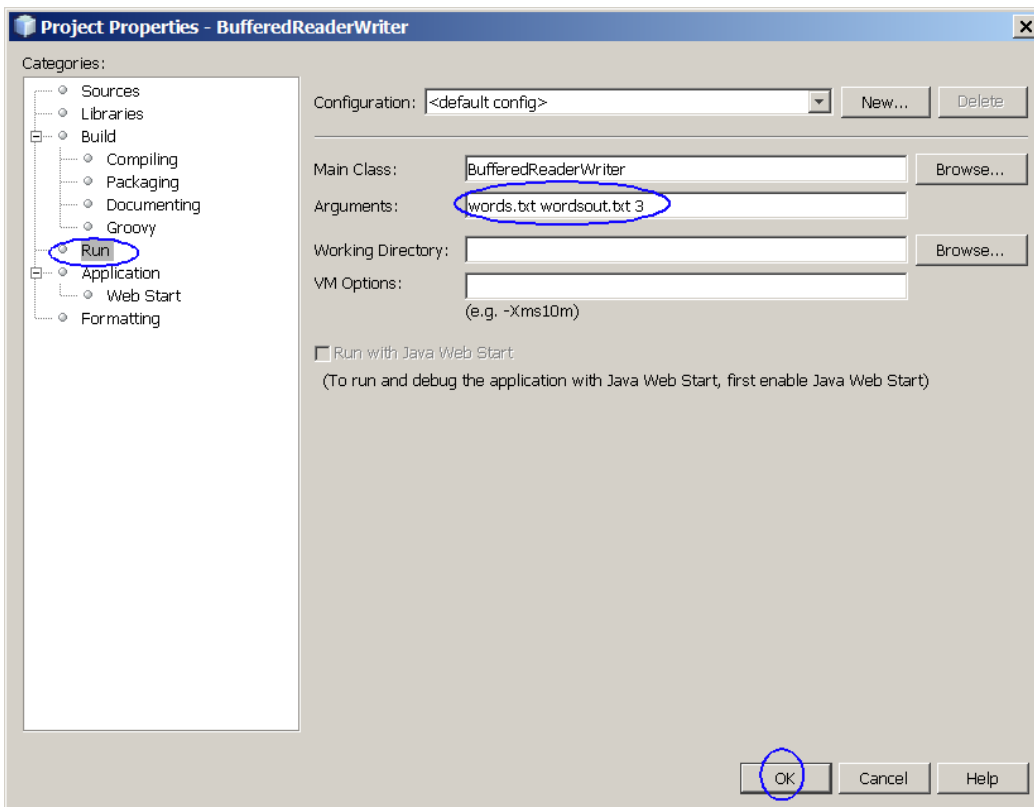 Project Properties - BufferedReaderWriter
Categories:
Sources
Libraries
Build
Compiling
Packaging
Documenting
Groovy
Run
Application
Web Start
Formatting
Configuration: <default config> New... Delete
Main Class: BufferedReaderWriter Browse...
Arguments: words.txt wordsout.txt 3
Working Directory: Browse...
VM Options:
(e.g. -Xms10m)
Run with Java Web Start
(To run and debug the application with Java Web Start, first enable Java Web Start)
OK Cancel Help